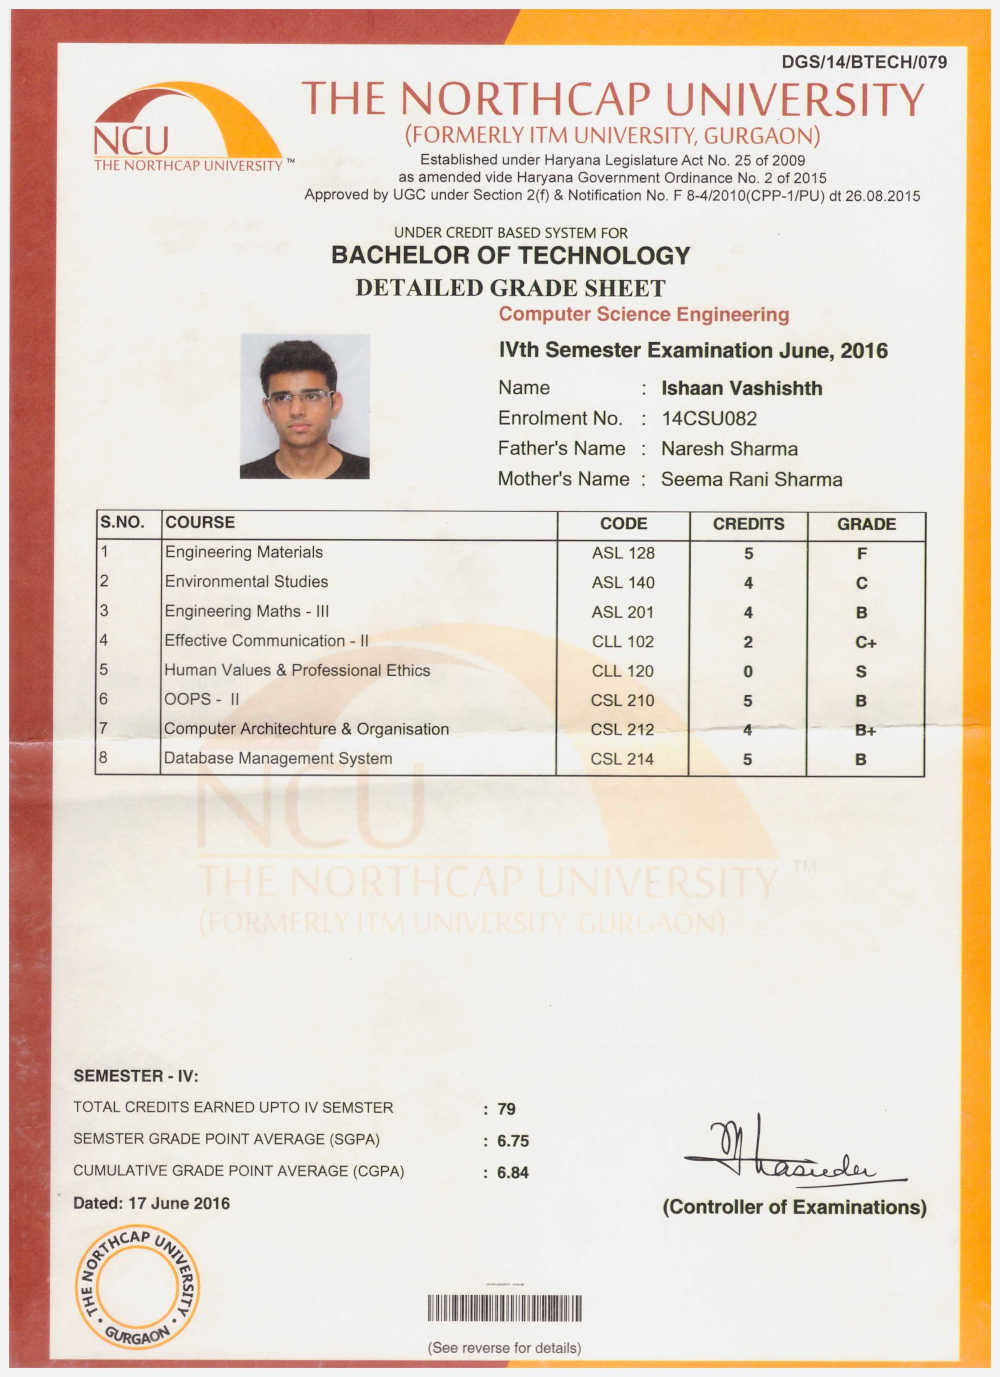 DGS/14/BTECH/079
NCU
THE NORTHCAP UNIVERSITY ™
THE NORTHCAP UNIVERSITY
(FORMERLY ITM UNIVERSITY, GURGAON)
Established under Haryana Legislature Act No. 25 of 2009
as amended vide Haryana Government Ordinance No. 2 of 2015
Approved by UGC under Section 2(f) & Notification No. F 8-4/2010(CPP-1/PU) dt 26.08.2015
UNDER CREDIT BASED SYSTEM FOR
BACHELOR OF TECHNOLOGY
DETAILED GRADE SHEET
Computer Science Engineering
IVth Semester Examination June, 2016
Name : Ishaan Vashishth
Enrolment No. : 14CSU082
Father's Name : Naresh Sharma
Mother's Name : Seema Rani Sharma
S.NO. COURSE CODE CREDITS GRADE
1 Engineering Materials ASL 128 5 F
2 Environmental Studies ASL 140 4 C
3 Engineering Maths - III ASL 201 4 B
4 Effective Communication - II CLL 102 2 C+
5 Human Values & Professional Ethics CLL 120 0 S
6 OOPS - II CSL 210 5 B
7 Computer Architechture & Organisation CSL 212 4 B+
8 Database Management System CSL 214 5 B
NCU
THE NORTHCAP UNIVERSITY ™
(FORMERLY ITM UNIVERSITY, GURGAON)
SEMESTER - IV:
TOTAL CREDITS EARNED UPTO IV SEMSTER : 79
SEMSTER GRADE POINT AVERAGE (SGPA) : 6.75
CUMULATIVE GRADE POINT AVERAGE (CGPA) : 6.84
Dated: 17 June 2016
(Controller of Examinations)
THE NORTHCAP UNIVERSITY
• GURGAON •
(See reverse for details)